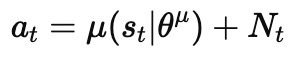 a_t = μ(s_t|θ^μ) + N_t